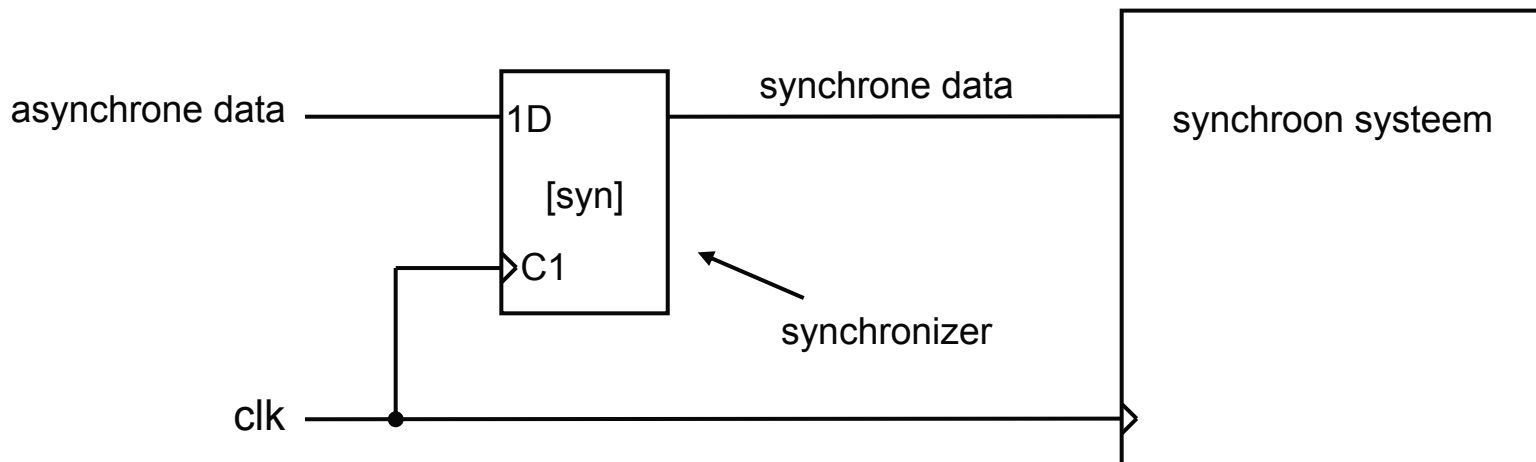 asynchrone data
1D
synchrone data
synchroon systeem
[syn]
C1
synchronizer
clk